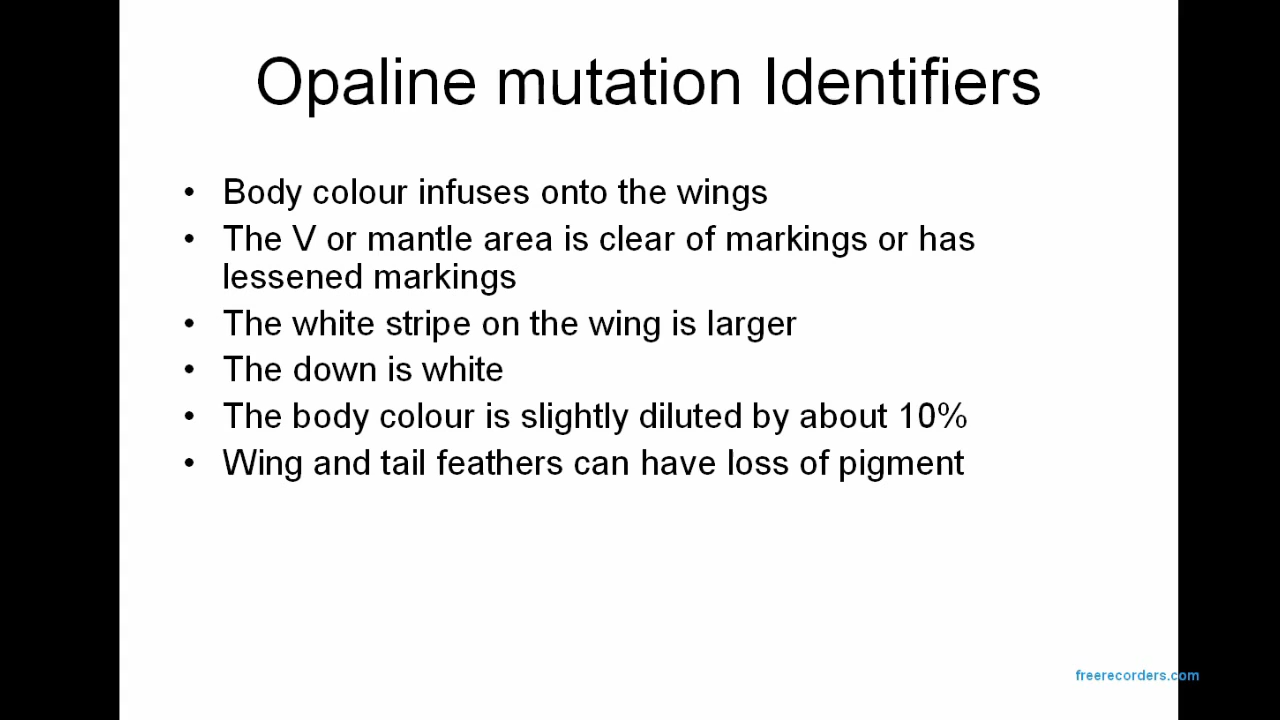 Opaline mutation Identifiers
• Body colour infuses onto the wings
• The V or mantle area is clear of markings or has
lessened markings
• The white stripe on the wing is larger
• The down is white
• The body colour is slightly diluted by about 10%
• Wing and tail feathers can have loss of pigment
freerecorders.com